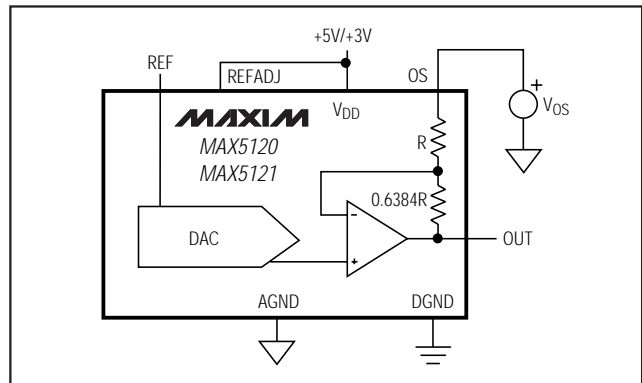 +5V/+3V
REF
REFADJ
OS
VDD
+
VOS
MAXIM
MAX5120
MAX5121
R
0.6384R
-
DAC
+
OUT
AGND
DGND